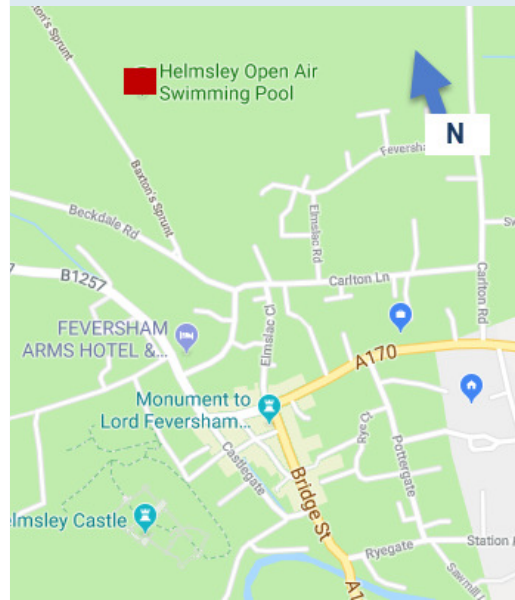 Baxton's Sprunt
Helmsley Open Air
Swimming Pool
N
Baxton's Sprunt
Beckdale Rd
Elmslac Rd
B1257
Carlton Ln
Carlton Rd
FEVERSHAM
ARMS HOTEL &...
Elmslac Cl
A170
Monument to
Lord Feversham...
Castlegate
Bridge St
Rye Cl
Pottergate
elmsley Castle
Ryegate
Station
Sawmill
A1